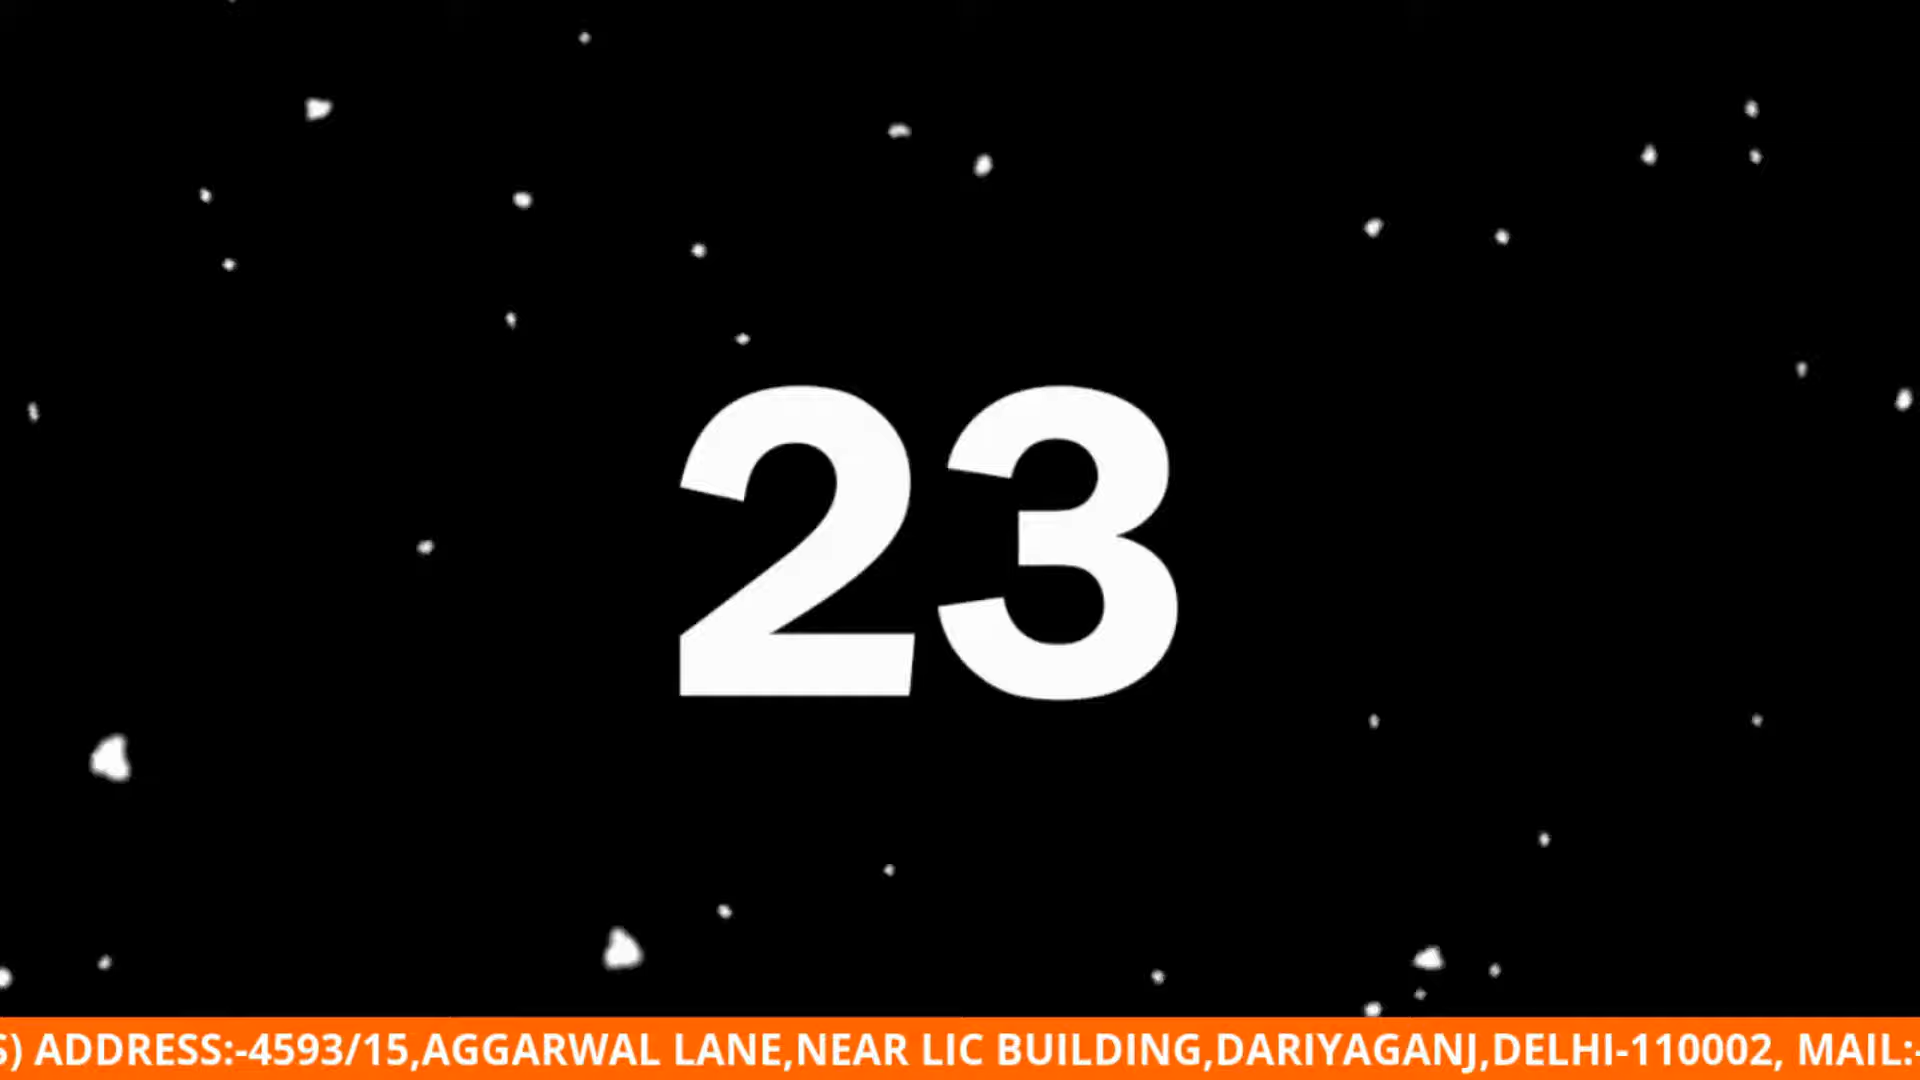 23
S) ADDRESS:-4593/15,AGGARWAL LANE,NEAR LIC BUILDING,DARIYAGANJ,DELHI-110002, MAIL:-